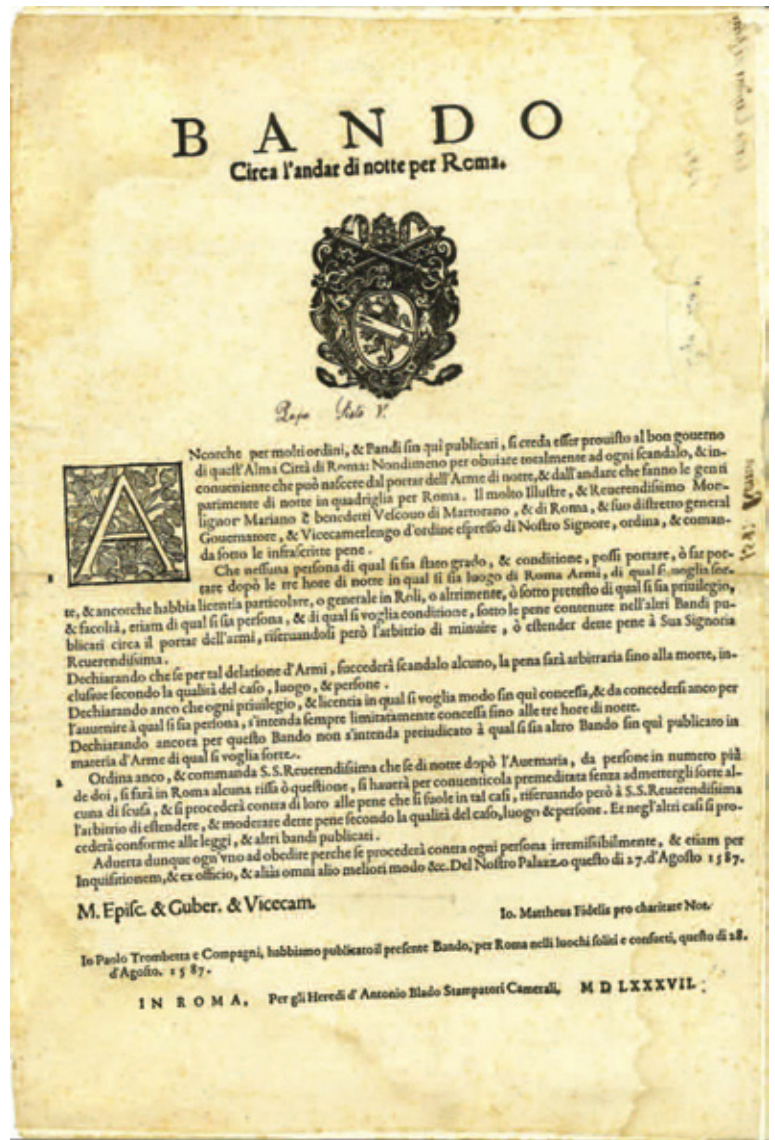 BANDO
Circa l'andar di notte per Roma.
Papa Sisto V.
ANcorche per molti ordini, & Bandi sin quì publicati, si creda esser prouisto al bon gouerno
di quest'Alma Città di Roma: Nondimeno per obuiare totalmente ad ogni scandalo, & in-
conueniente che può nascere dal portar dell'Arme di notte, & dall'andare che fanno le genti
parimente di notte in quadriglia per Roma. Il molto Illustre, & Reuerendissimo Mon-
signor Mariano è benedetti Vescouo di Martorano, & di Roma, & suo distretto general
Gouernatore, & Vicecamerlengo d'ordine espresso di Nostro Signore, ordina, & coman-
da sotto le infrascritte pene.
1 Che nessuna persona di qual si sia stato grado, & conditione, possi portare, ò far por-
tare dopò le tre hore di notte in qual si sia luogo di Roma Armi, di qual si voglia sor-
te, & ancorche habbia licentia particolare, o generale in Roli, o altrimente, ò sotto pretesto di qual si sia priuilegio,
& facoltà, etiam di qual si sia persona, & di qual si voglia conditione, sotto le pene contenute nell'altri Bandi pu-
blicati circa il portar dell'armi, riseruandosi però l'arbitrio di minuire, ò estender dette pene à Sua Signoria
Reuerendissima.
Dechiarando che se per tal delatione d'Armi, succederà scandalo alcuno, la pena sarà arbitraria sino alla morte, in-
clusiue secondo la qualità del caso, luogo, & persone.
Dechiarando anco che ogni priuilegio, & licentia in qual si voglia modo sin quì concessa, & da concedersi anco per
l'auuenire à qual si sia persona, s'intenda sempre limitatamente concessa sino alle tre hore di notte.
Dechiarando ancora per questo Bando non s'intenda preiudicato à qual si sia altro Bando sin quì publicato in
materia d'Arme di qual si voglia sorte.
2 Ordina anco, & commanda S.S.Reuerendissima che se di notte dopò l'Auemaria, da persone in numero più
de doi, si farà in Roma alcuna rissa ò questione, si hauerà per conuenticola premeditata senza admettergli sorte al-
cuna di scusa, & si procederà contra di loro alle pene che si suole in tal casi, riseruando però à S.S.Reuerendissima
l'arbitrio di estendere, & moderare dette pene secondo la qualità del caso, luogo & persone. Et negl'altri casi si pro-
cederà conforme alle leggi, & altri bandi publicati.
Aduerta dunque ogn'vno ad obedire perche se procederà contra ogni persona irremissibilmente, & etiam per
Inquisitionem, & ex officio, & aliàs omni alio meliori modo &c. Del Nostro Palazzo questo di 27. d'Agosto 1587.
M. Episc. & Guber. & Vicecam.
Io. Mattheus Fidelis pro charitate Not.
Io Paolo Trombetta e Compagni, habbiamo publicato il presente Bando, per Roma nelli luochi soliti e consueti, questo dì 28.
d'Agosto. 1587.
IN ROMA, Per gli Heredi d'Antonio Blado Stampatori Camerali, MDLXXXVII.